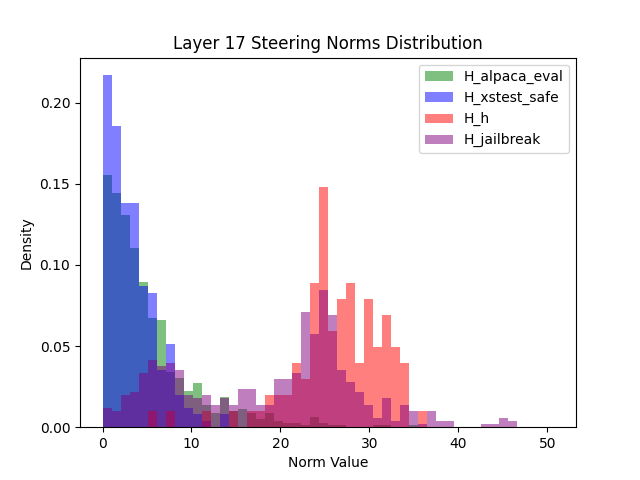 Layer 17 Steering Norms Distribution
H_alpaca_eval
H_xstest_safe
H_h
H_jailbreak
0.20
0.15
0.10
0.05
0.00
Density
0 10 20 30 40 50
Norm Value